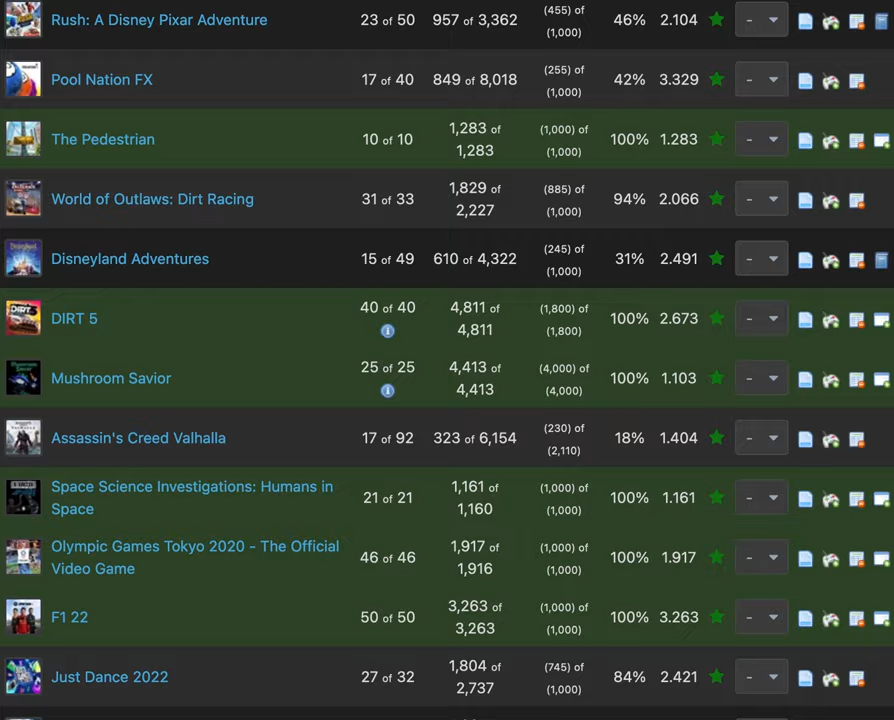 Rush: A Disney Pixar Adventure 23 of 50 957 of 3,362 (455) of (1,000) 46% 2.104 -
Pool Nation FX 17 of 40 849 of 8,018 (255) of (1,000) 42% 3.329 -
The Pedestrian 10 of 10 1,283 of 1,283 (1,000) of (1,000) 100% 1.283 -
World of Outlaws: Dirt Racing 31 of 33 1,829 of 2,227 (885) of (1,000) 94% 2.066 -
Disneyland Adventures 15 of 49 610 of 4,322 (245) of (1,000) 31% 2.491 -
DIRT 5 40 of 40 4,811 of 4,811 (1,800) of (1,800) 100% 2.673 -
Mushroom Savior 25 of 25 4,413 of 4,413 (4,000) of (4,000) 100% 1.103 -
Assassin's Creed Valhalla 17 of 92 323 of 6,154 (230) of (2,110) 18% 1.404 -
Space Science Investigations: Humans in Space 21 of 21 1,161 of 1,160 (1,000) of (1,000) 100% 1.161 -
Olympic Games Tokyo 2020 - The Official Video Game 46 of 46 1,917 of 1,916 (1,000) of (1,000) 100% 1.917 -
F1 22 50 of 50 3,263 of 3,263 (1,000) of (1,000) 100% 3.263 -
Just Dance 2022 27 of 32 1,804 of 2,737 (745) of (1,000) 84% 2.421 -